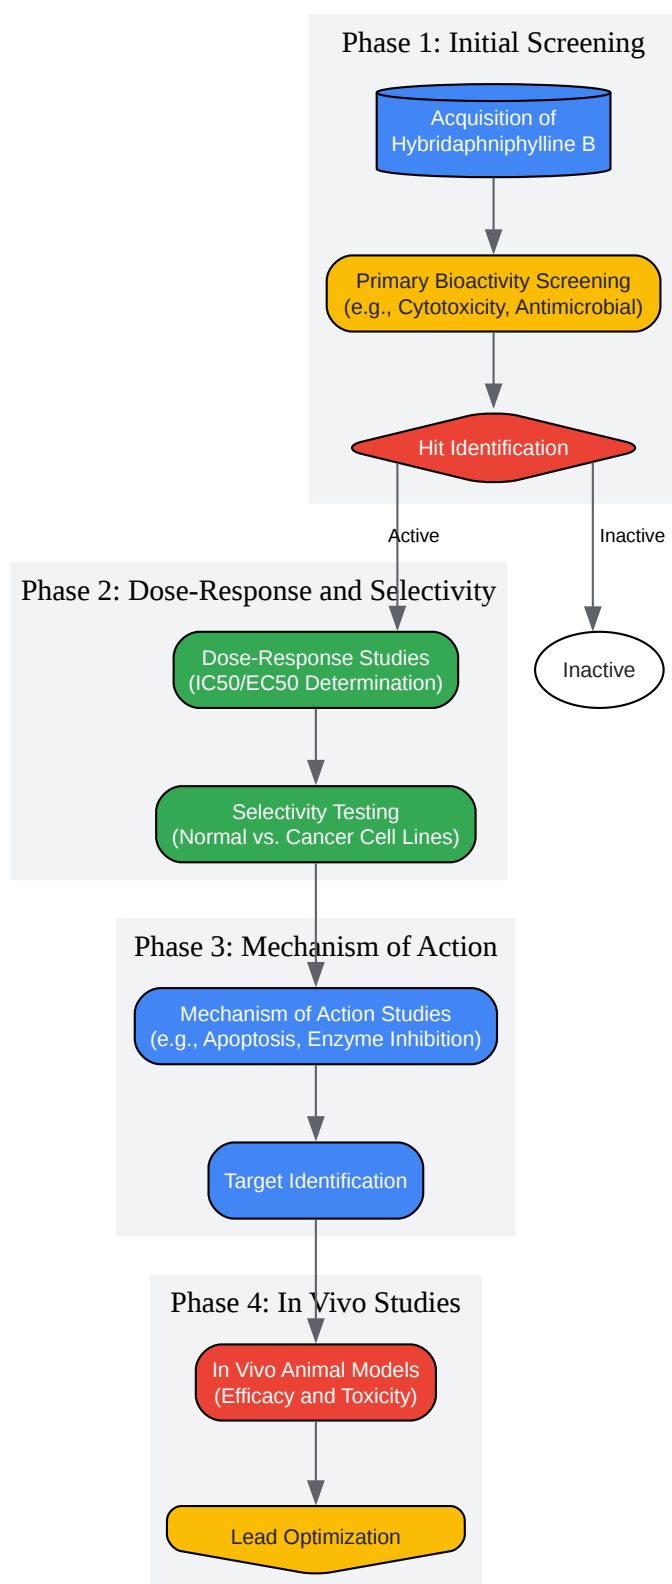 Phase 1: Initial Screening
Acquisition of
Hybridaphniphylline B
Primary Bioactivity Screening
(e.g., Cytotoxicity, Antimicrobial)
Hit Identification
Active
Inactive
Phase 2: Dose-Response and Selectivity
Dose-Response Studies
(IC50/EC50 Determination)
Inactive
Selectivity Testing
(Normal vs. Cancer Cell Lines)
Phase 3: Mechanism of Action
Mechanism of Action Studies
(e.g., Apoptosis, Enzyme Inhibition)
Target Identification
Phase 4: In Vivo Studies
In Vivo Animal Models
(Efficacy and Toxicity)
Lead Optimization